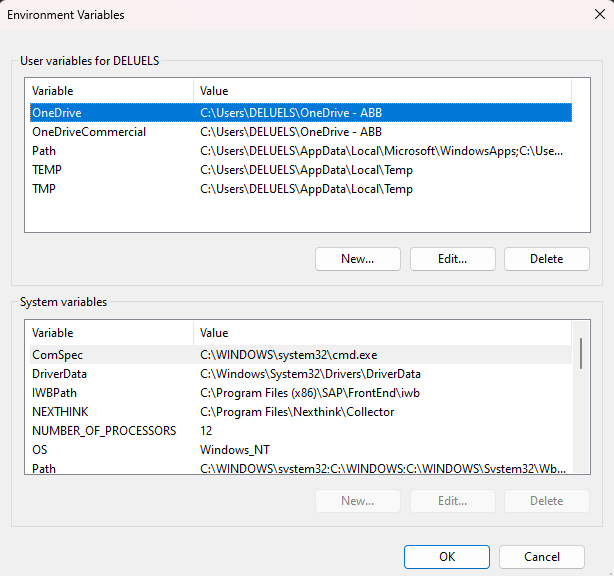 Environment Variables
User variables for DELUELS
Variable Value
OneDrive C:\Users\DELUELS\OneDrive - ABB
OneDriveCommercial C:\Users\DELUELS\OneDrive - ABB
Path C:\Users\DELUELS\AppData\Local\Microsoft\WindowsApps;C:\Use...
TEMP C:\Users\DELUELS\AppData\Local\Temp
TMP C:\Users\DELUELS\AppData\Local\Temp
New... Edit... Delete
System variables
Variable Value
ComSpec C:\WINDOWS\system32\cmd.exe
DriverData C:\Windows\System32\Drivers\DriverData
IWBPath C:\Program Files (x86)\SAP\FrontEnd\iwb
NEXTHINK C:\Program Files\Nexthink\Collector
NUMBER_OF_PROCESSORS 12
OS Windows_NT
Path C:\WINDOWS\system32;C:\WINDOWS;C:\WINDOWS\System32\Wb...
New... Edit... Delete
OK Cancel